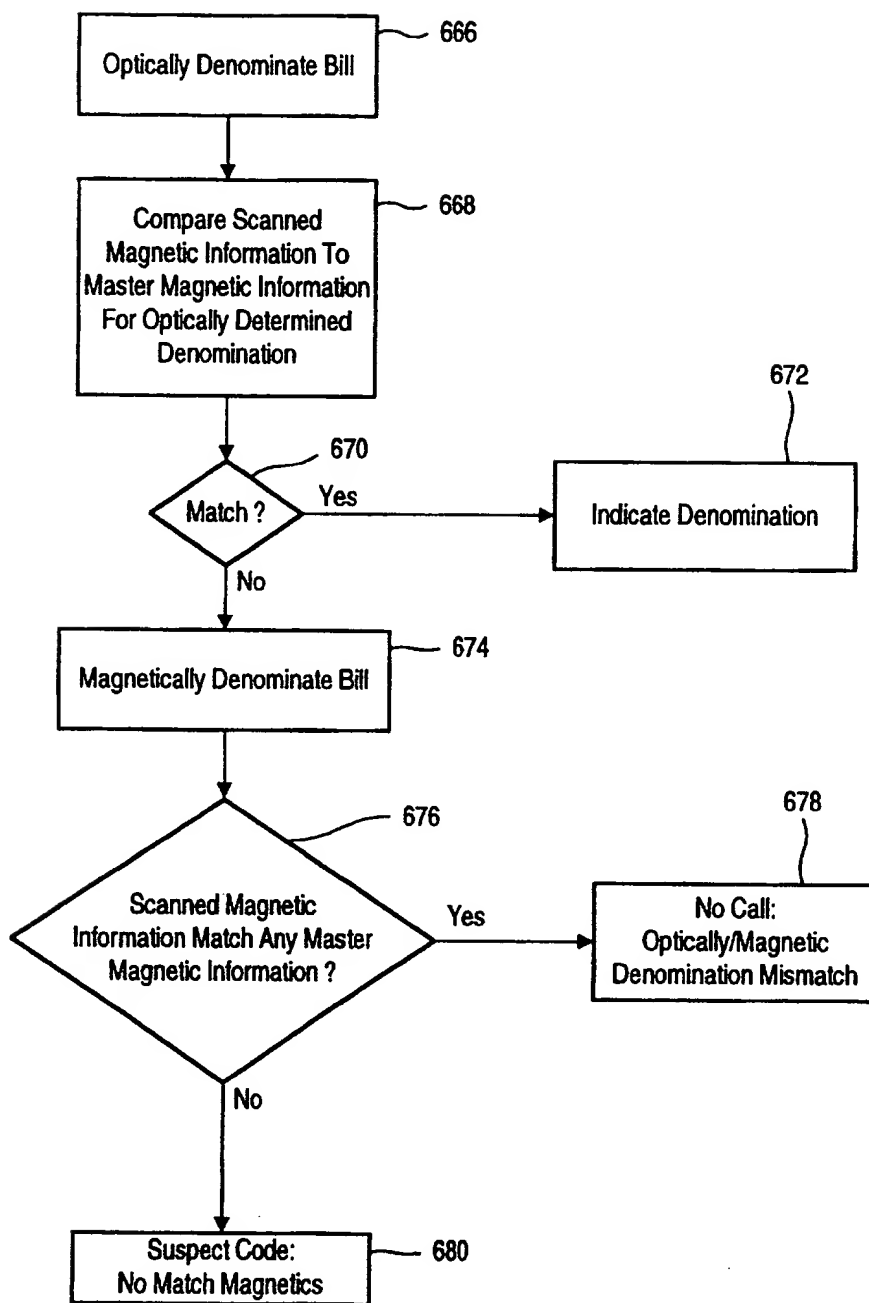 Optically Denominate Bill
666
Compare Scanned
Magnetic Information To
Master Magnetic Information
For Optically Determined
Denomination
668
670
Match ?
Yes
672
Indicate Denomination
No
Magnetically Denominate Bill
674
676
Scanned Magnetic
Information Match Any Master
Magnetic Information ?
Yes
678
No Call:
Optically/Magnetic
Denomination Mismatch
No
Suspect Code:
No Match Magnetics
680